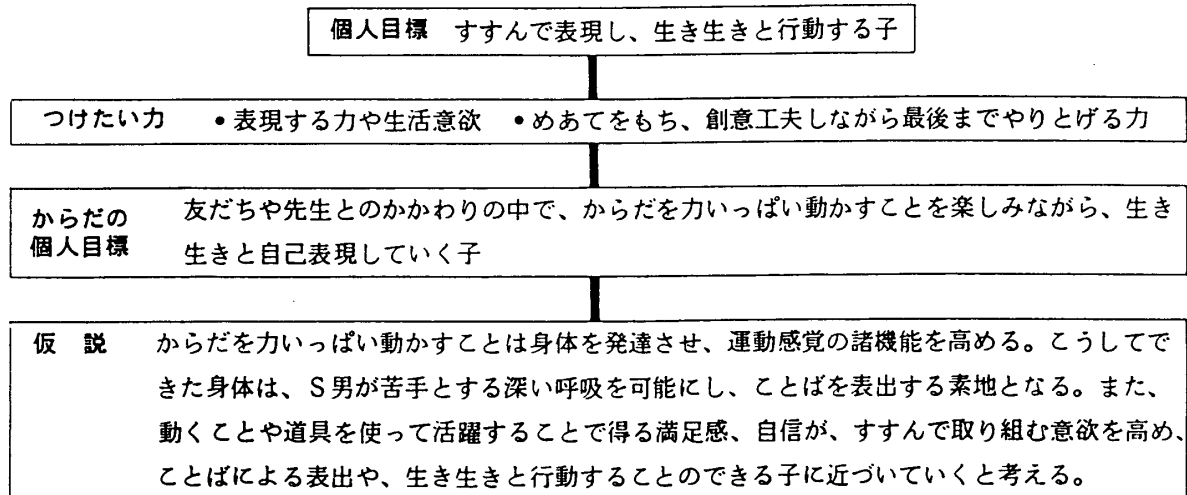 個人目標 すすんで表現し、生き生きと行動する子
つけたい力 •表現する力や生活意欲 •めあてをもち、創意工夫しながら最後までやりとげる力
からだの個人目標 友だちや先生とのかかわりの中で、からだを力いっぱい動かすことを楽しみながら、生き
生きと自己表現していく子
仮説 からだを力いっぱい動かすことは身体を発達させ、運動感覚の諸機能を高める。こうしてで
きた身体は、S男が苦手とする深い呼吸を可能にし、ことばを表出する素地となる。また、
動くことや道具を使って活躍することで得る満足感、自信が、すすんで取り組む意欲を高め、
ことばによる表出や、生き生きと行動することのできる子に近づいていくと考える。